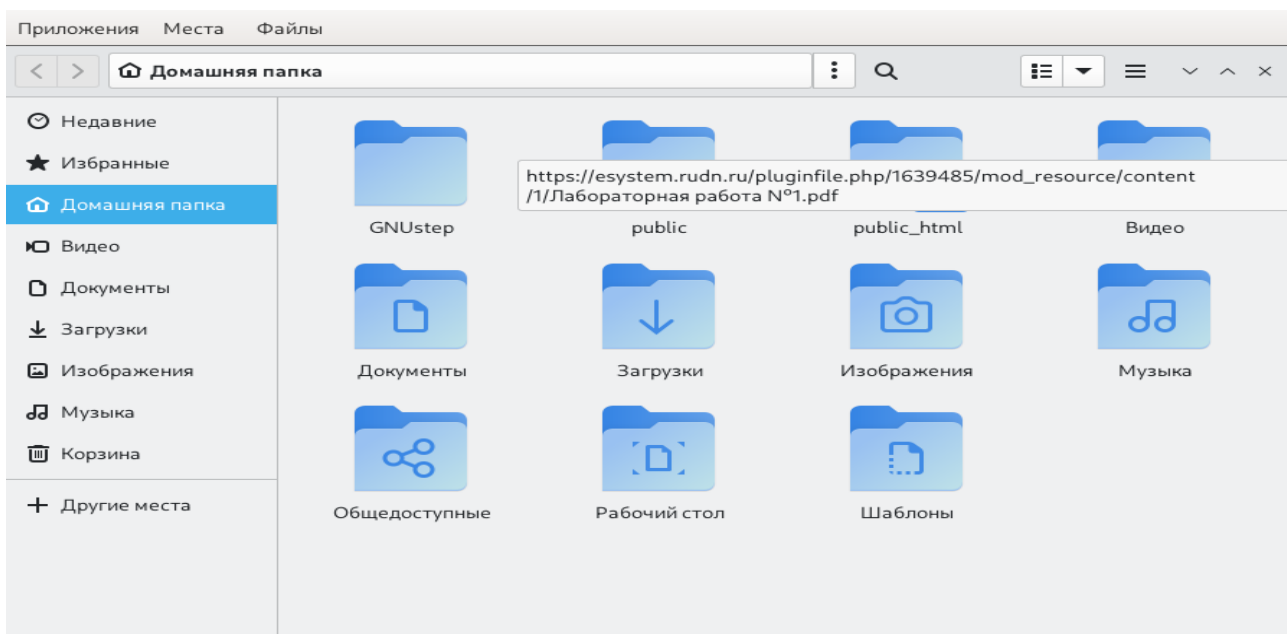 Приложения Места Файлы
Домашняя папка
Недавние
Избранные
Домашняя папка
Видео
Документы
Загрузки
Изображения
Музыка
Корзина
Другие места
https://esystem.rudn.ru/pluginfile.php/1639485/mod_resource/content
/1/Лабораторная работа №1.pdf
GNUstep public public_html Видео
Документы Загрузки Изображения Музыка
Общедоступные Рабочий стол Шаблоны